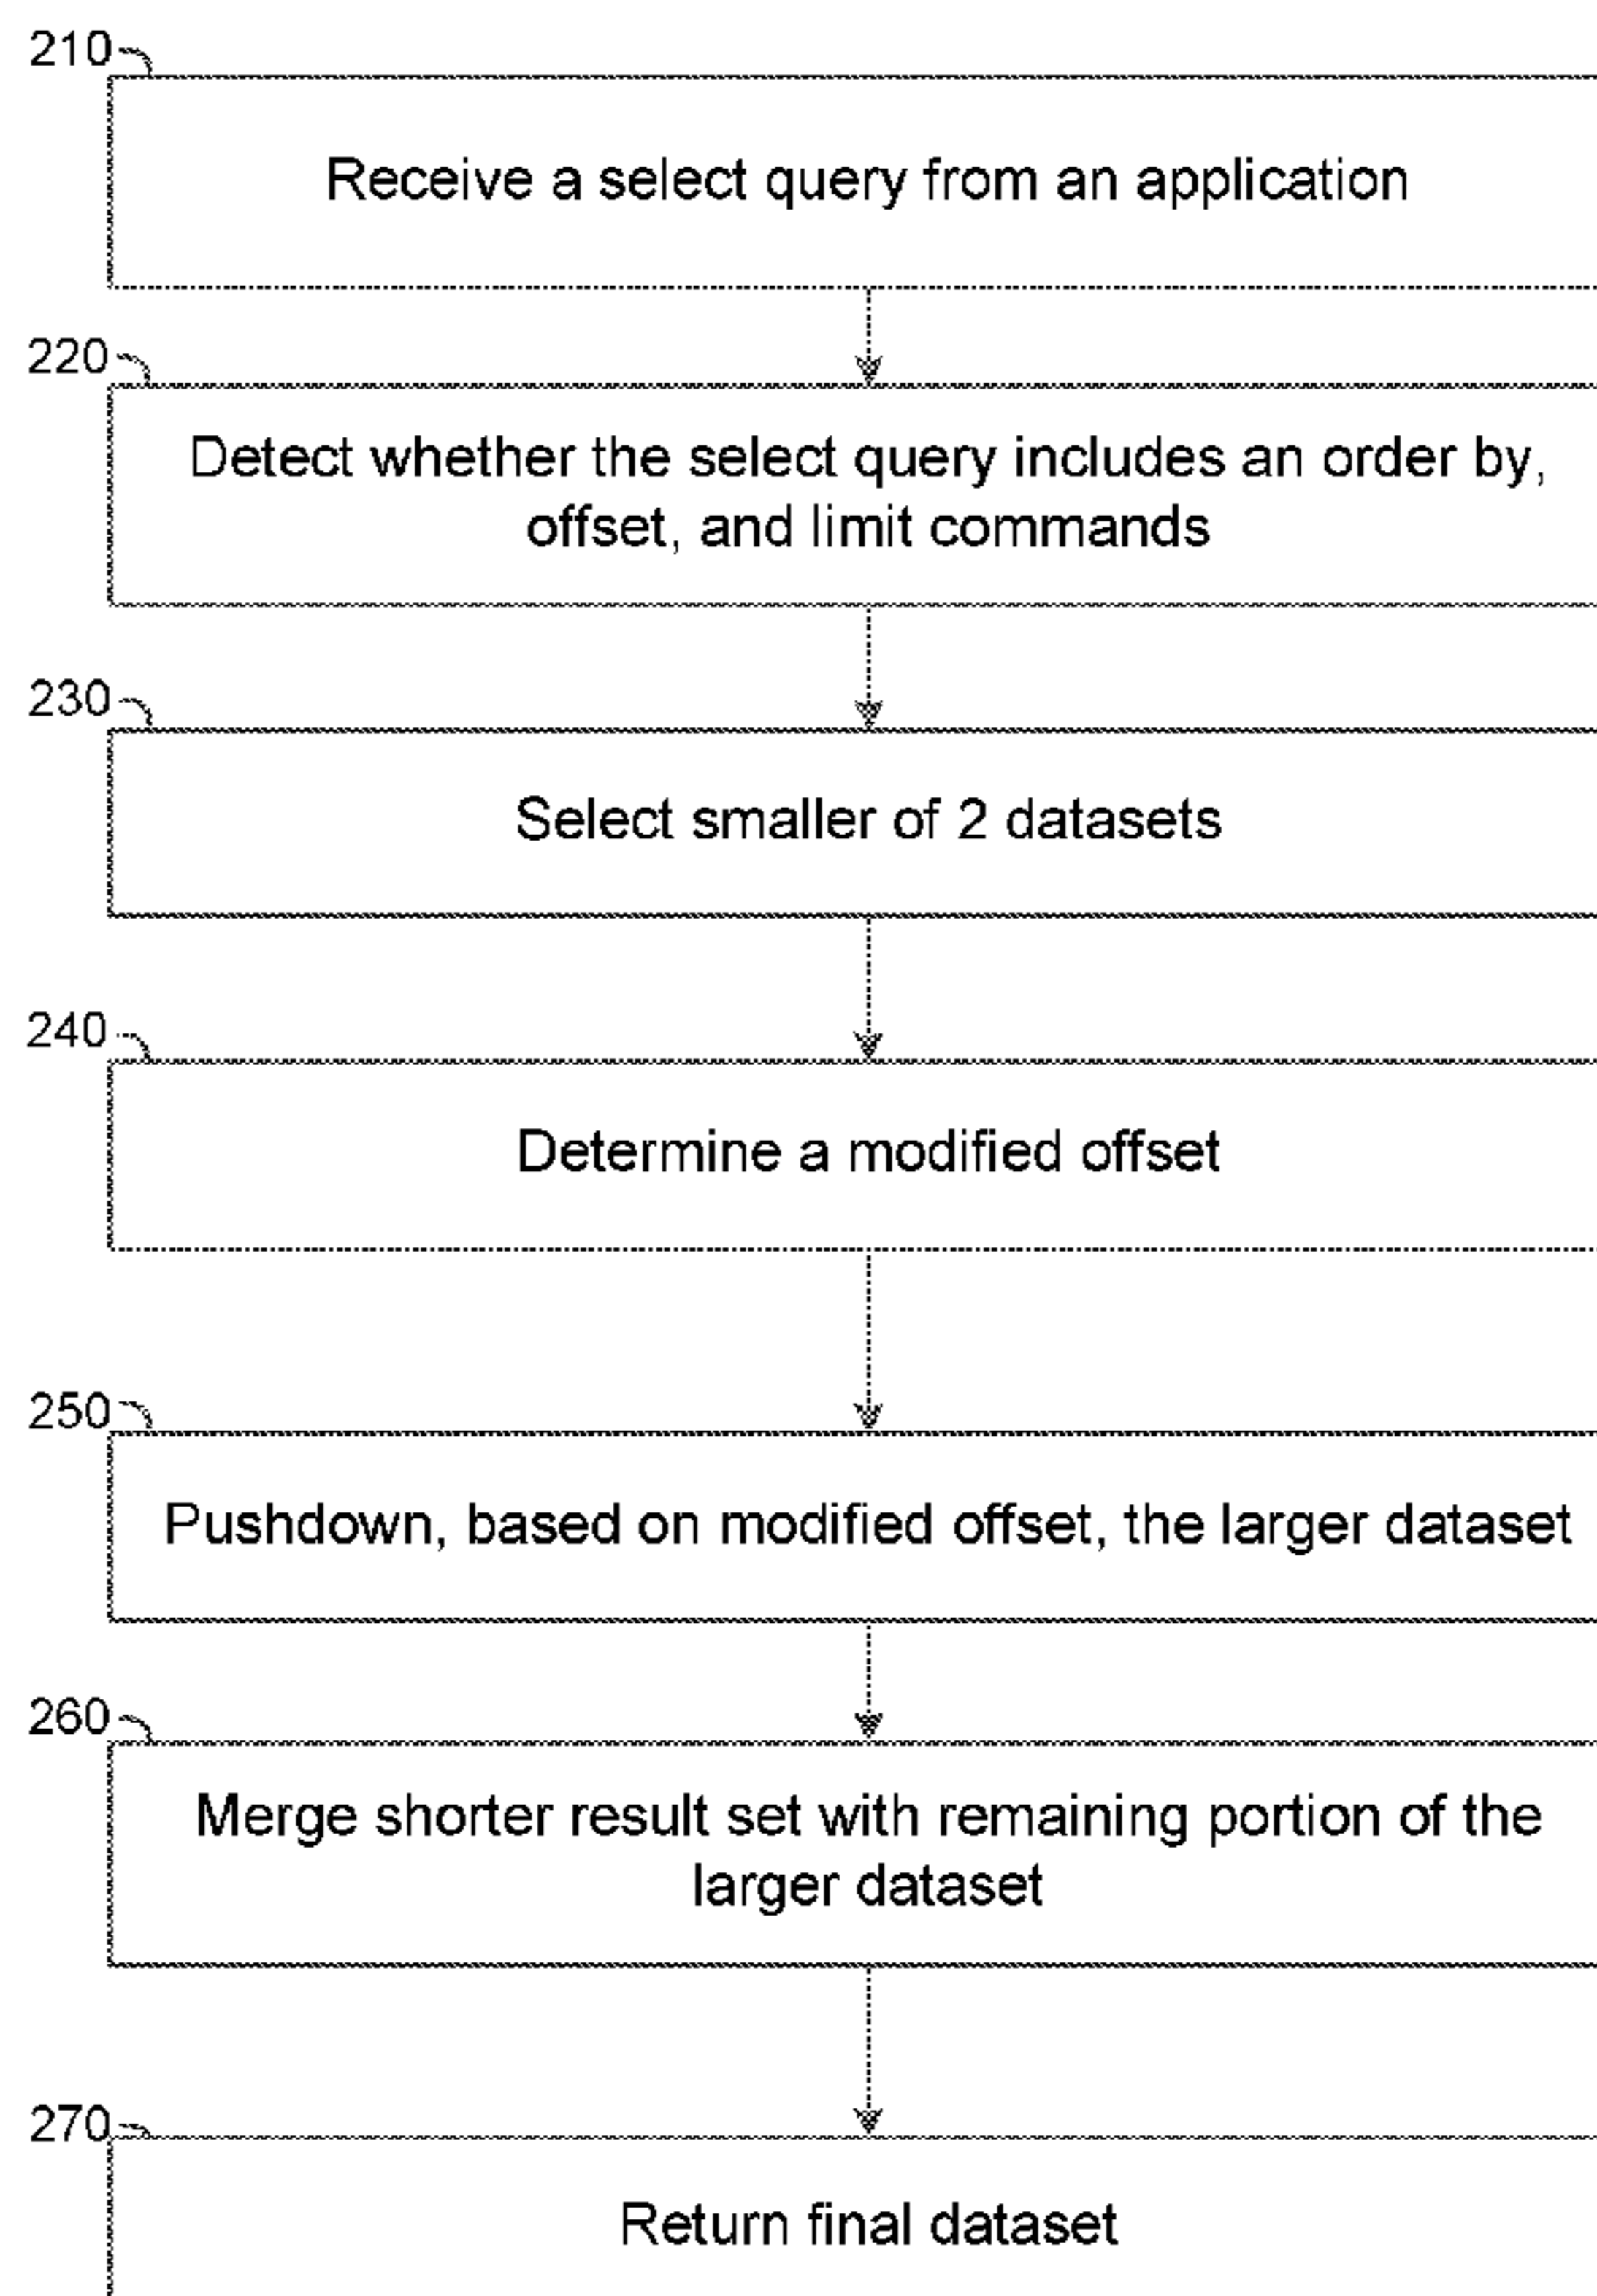 210
Receive a select query from an application
220
Detect whether the select query includes an order by,
offset, and limit commands
230
Select smaller of 2 datasets
240
Determine a modified offset
250
Pushdown, based on modified offset, the larger dataset
260
Merge shorter result set with remaining portion of the
larger dataset
270
Return final dataset